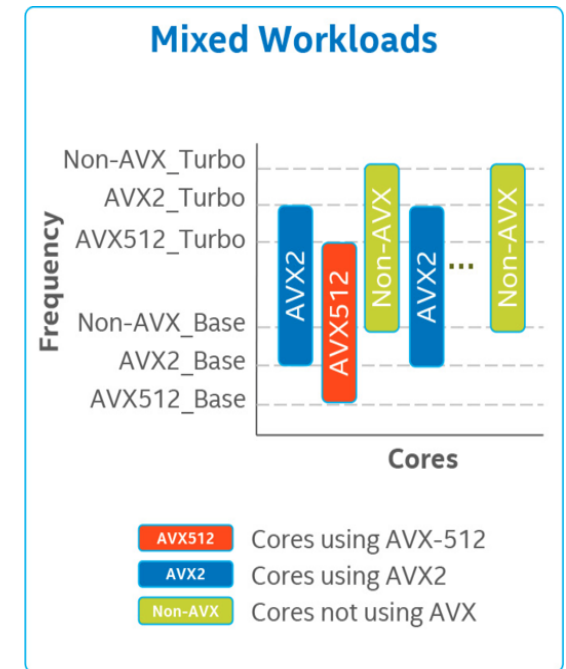 Mixed Workloads
Non-AVX_Turbo
AVX2_Turbo
AVX512_Turbo
Non-AVX_Base
AVX2_Base
AVX512_Base
Frequency
AVX2
AVX512
Non-AVX
AVX2
...
Non-AVX
Cores
AVX512 Cores using AVX-512
AVX2 Cores using AVX2
Non-AVX Cores not using AVX